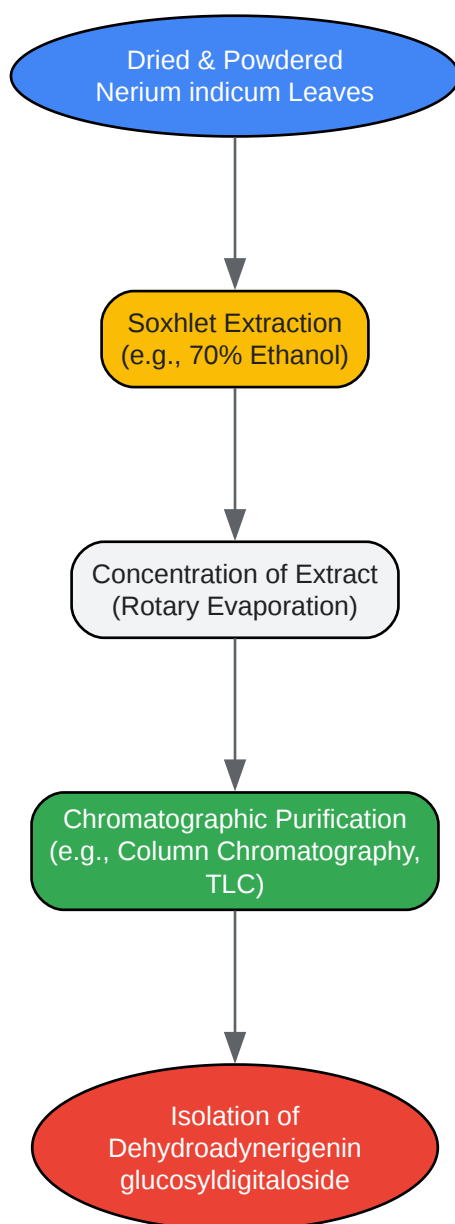 Dried & Powdered
Nerium indicum Leaves
Soxhlet Extraction
(e.g., 70% Ethanol)
Concentration of Extract
(Rotary Evaporation)
Chromatographic Purification
(e.g., Column Chromatography,
TLC)
Isolation of
Dehydroadynerigenin
glucosyldigitaloside